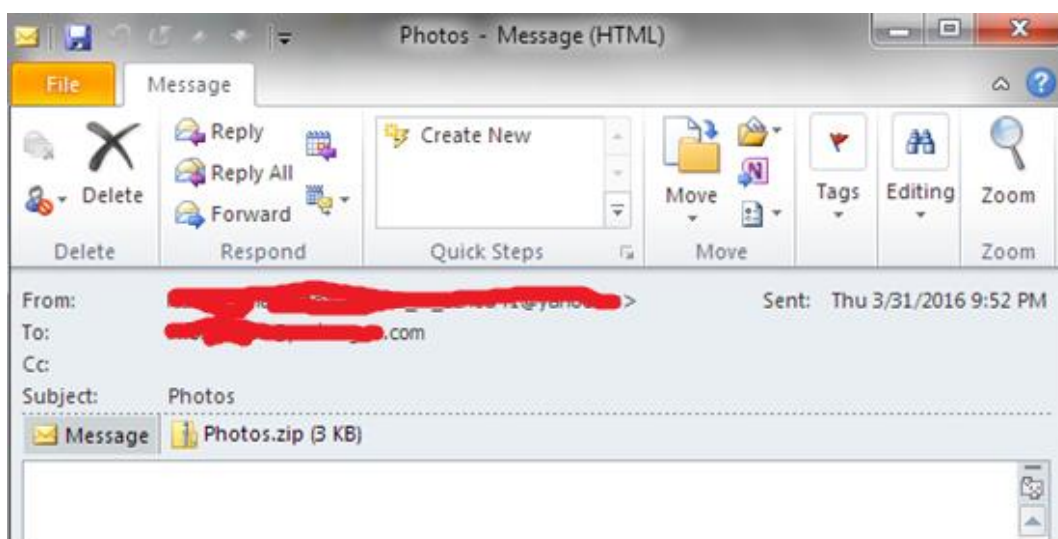 Photos - Message (HTML)
File Message
Reply
Reply All
Forward
Delete
Create New
Move
Tags
Editing
Zoom
Delete
Respond
Quick Steps
Move
Zoom
From: > Sent: Thu 3/31/2016 9:52 PM
To: .com
Cc:
Subject: Photos
Message Photos.zip (3 KB)